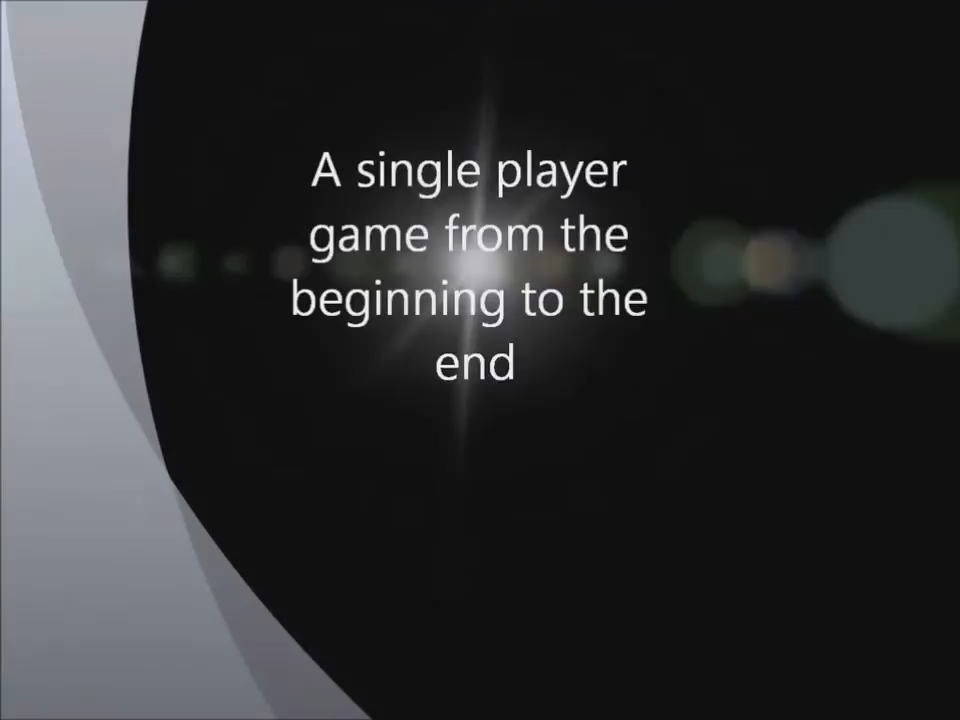 A single player
game from the
beginning to the
end